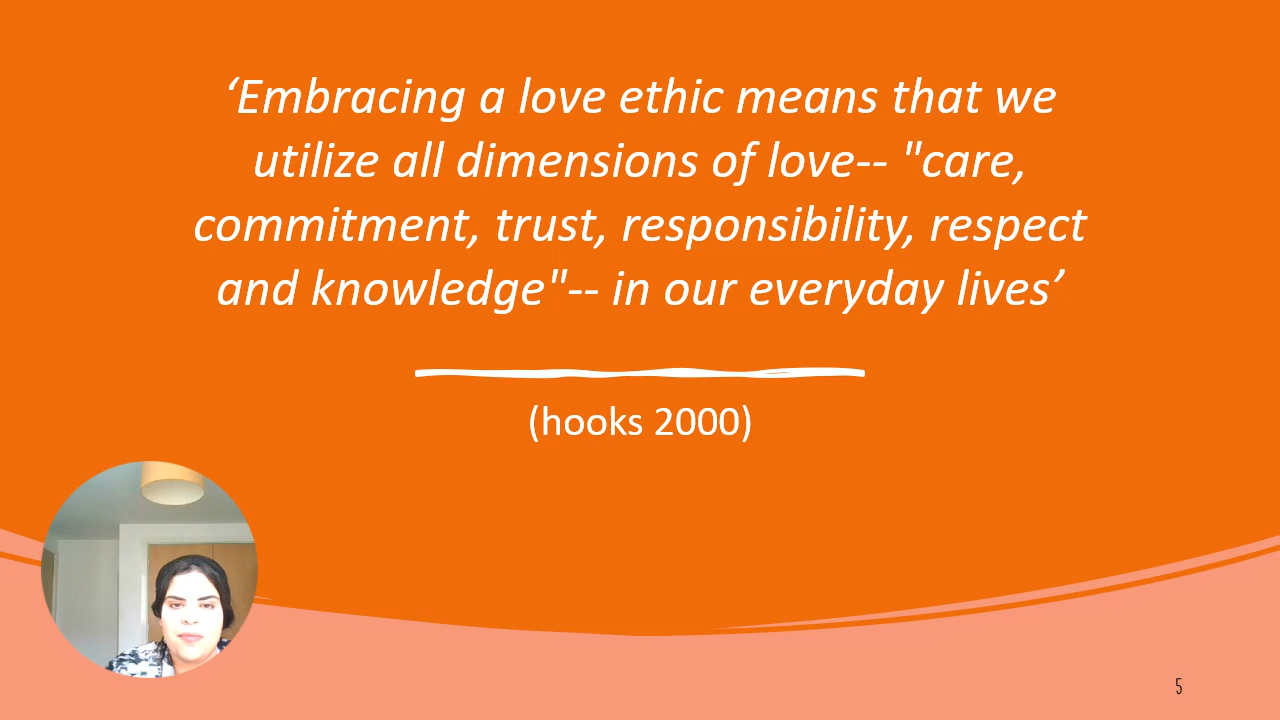 ‘Embracing a love ethic means that we
utilize all dimensions of love-- "care,
commitment, trust, responsibility, respect
and knowledge"-- in our everyday lives’
(hooks 2000)
5